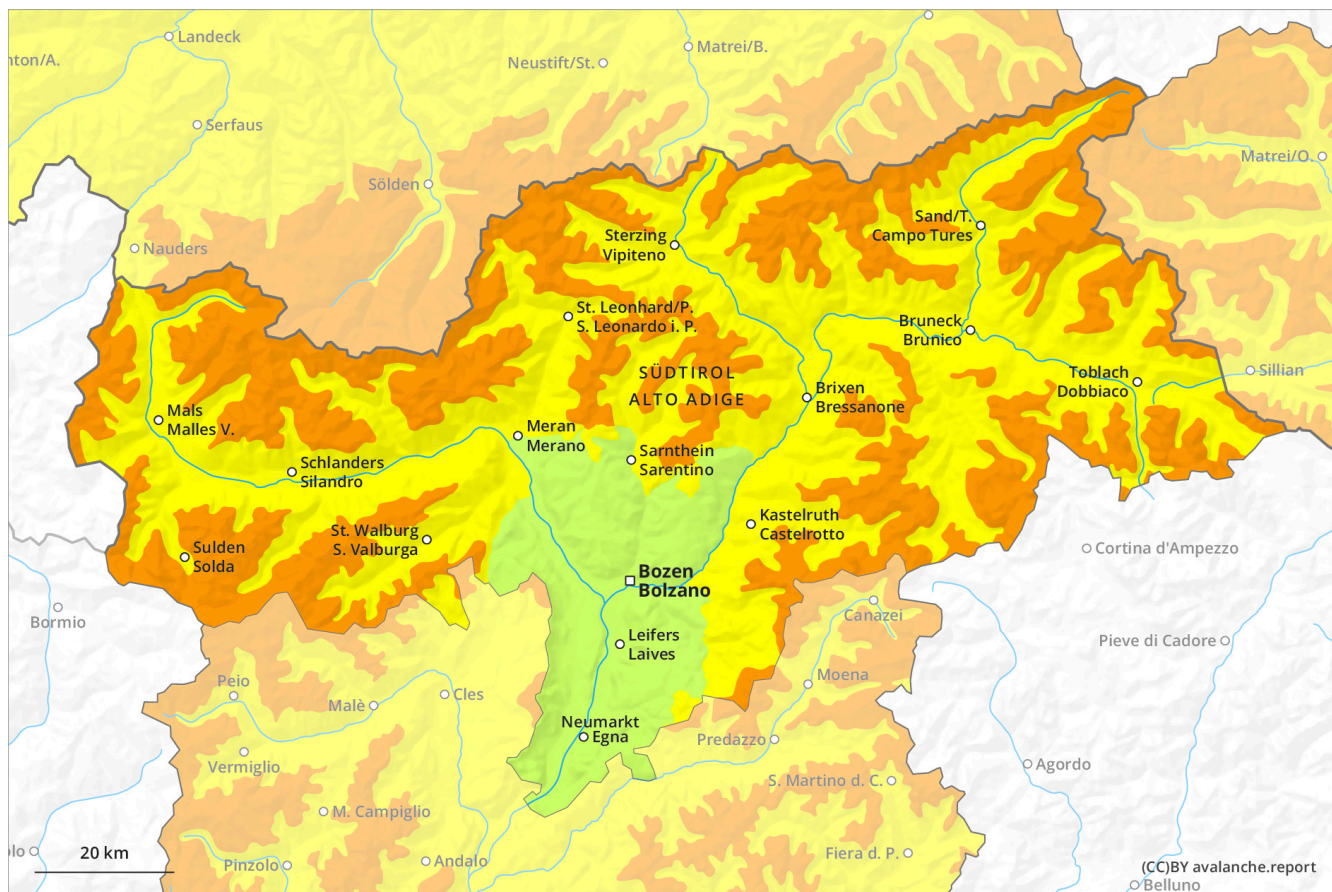 Landeck
nton/A.
Matrei/B.
Neustift/St.
Serfaus
Matrei/O.
Sölden
Sand/T.
Campo Tures
Sterzing
Vipiteno
Nauders
St. Leonhard/P.
S. Leonardo i. P.
Bruneck
Brunico
SÜDTIROL
ALTO ADIGE
Toblach
Dobbiaco
Sillian
Brixen
Bressanone
Mals
Malles V.
Meran
Merano
Sarnthein
Sarentino
Schlanders
Silandro
Kastelruth
Castelrotto
St. Walburg
S. Valburga
Sulden
Solda
Cortina d'Ampezzo
Bozen
Bolzano
Bormio
Canazei
Leifers
Laives
Pieve di Cadore
Peio
Moena
Malè
Cles
Neumarkt
Egna
Predazzo
Vermiglio
Agordo
S. Martino d. C.
M. Campiglio
olo
20 km
Pinzolo
Andalo
Fiera d. P.
(CC)BY avalanche.report
Belluno